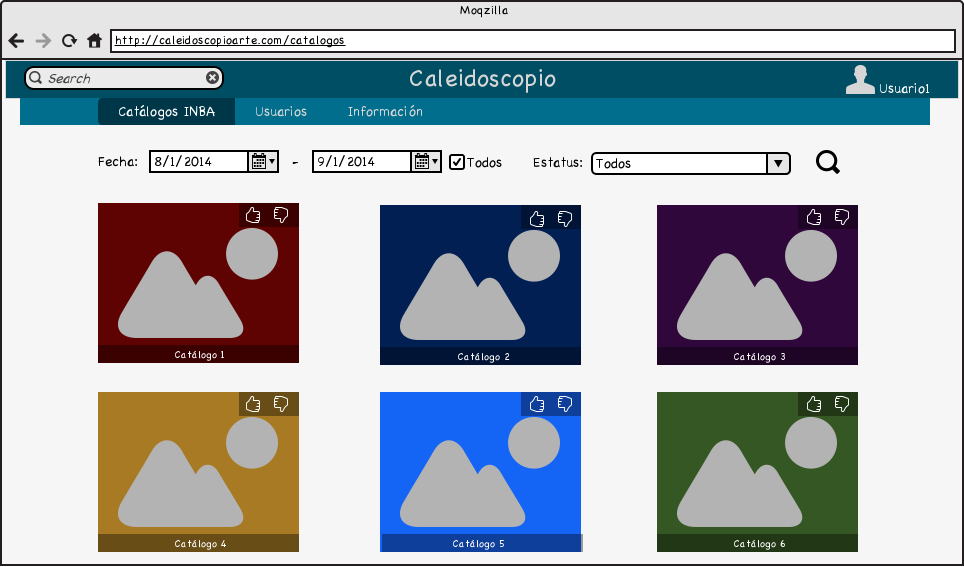 Moqzilla
http://caleidoscopioarte.com/catalogos
Search
Caleidoscopio
Usuario1
Catálogos INBA Usuarios Información
Fecha: 8/1/2014 - 9/1/2014 Todos Estatus: Todos
Catálogo 1 Catálogo 2 Catálogo 3
Catálogo 4 Catálogo 5 Catálogo 6